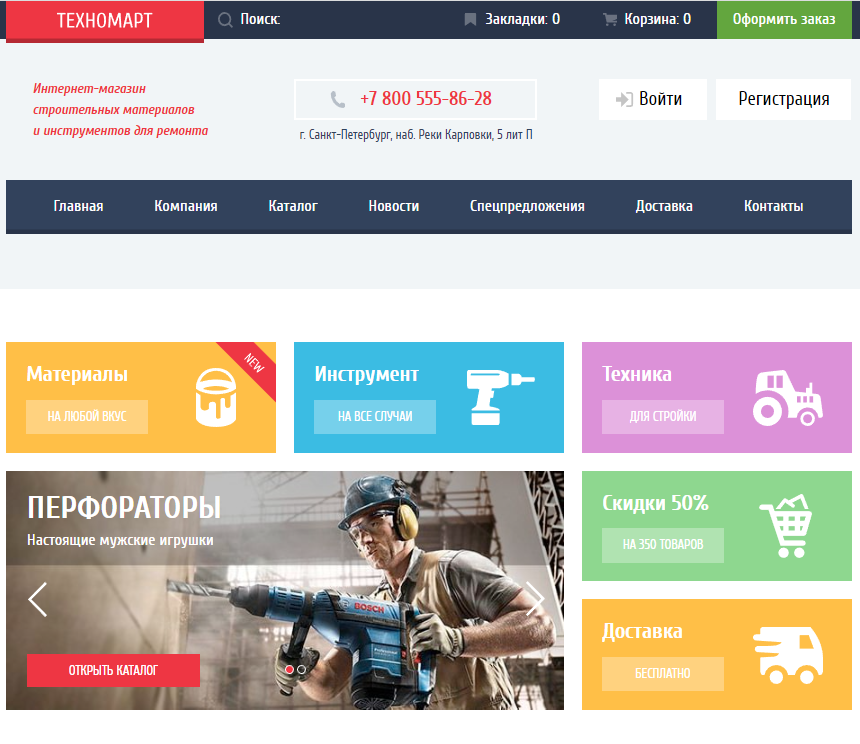 ТЕХНОМАРТ
Поиск:
Закладки: 0
Корзина: 0
Оформить заказ
Интернет-магазин
строительных материалов
и инструментов для ремонта
+7 800 555-86-28
г. Санкт-Петербург, наб. Реки Карповки, 5 лит П
Войти
Регистрация
Главная
Компания
Каталог
Новости
Спецпредложения
Доставка
Контакты
Материалы
НА ЛЮБОЙ ВКУС
NEW
Инструмент
НА ВСЕ СЛУЧАИ
Техника
ДЛЯ СТРОЙКИ
ПЕРФОРАТОРЫ
Настоящие мужские игрушки
BOSCH
ОТКРЫТЬ КАТАЛОГ
Скидки 50%
НА 350 ТОВАРОВ
Доставка
БЕСПЛАТНО